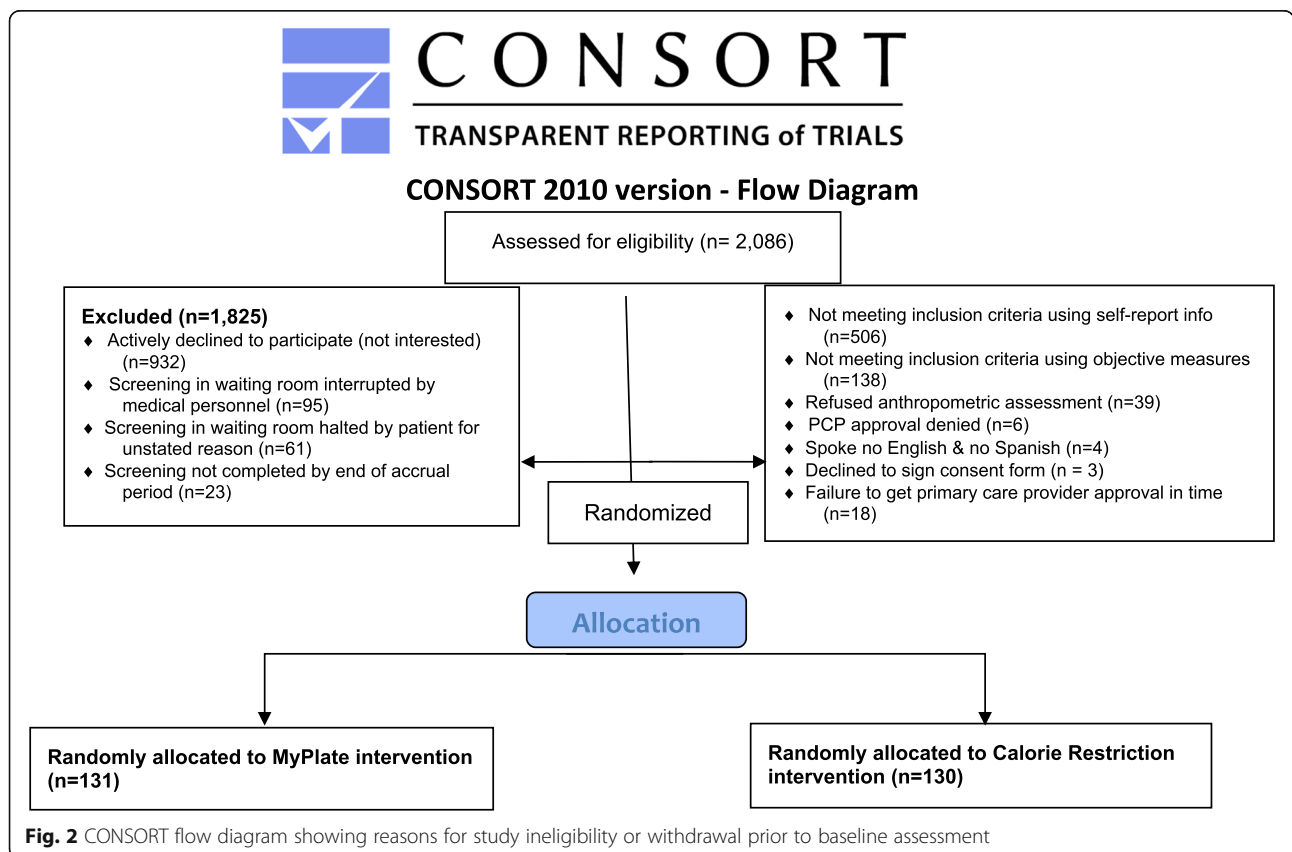 CONSORT
TRANSPARENT REPORTING of TRIALS
CONSORT 2010 version - Flow Diagram
Assessed for eligibility (n= 2,086)
Excluded (n=1,825)
♦ Actively declined to participate (not interested)
(n=932)
♦ Screening in waiting room interrupted by
medical personnel (n=95)
♦ Screening in waiting room halted by patient for
unstated reason (n=61)
♦ Screening not completed by end of accrual
period (n=23)
♦ Not meeting inclusion criteria using self-report info
(n=506)
♦ Not meeting inclusion criteria using objective measures
(n=138)
♦ Refused anthropometric assessment (n=39)
♦ PCP approval denied (n=6)
♦ Spoke no English & no Spanish (n=4)
♦ Declined to sign consent form (n = 3)
♦ Failure to get primary care provider approval in time
(n=18)
Randomized
Allocation
Randomly allocated to MyPlate intervention
(n=131)
Randomly allocated to Calorie Restriction
intervention (n=130)
Fig. 2 CONSORT flow diagram showing reasons for study ineligibility or withdrawal prior to baseline assessment